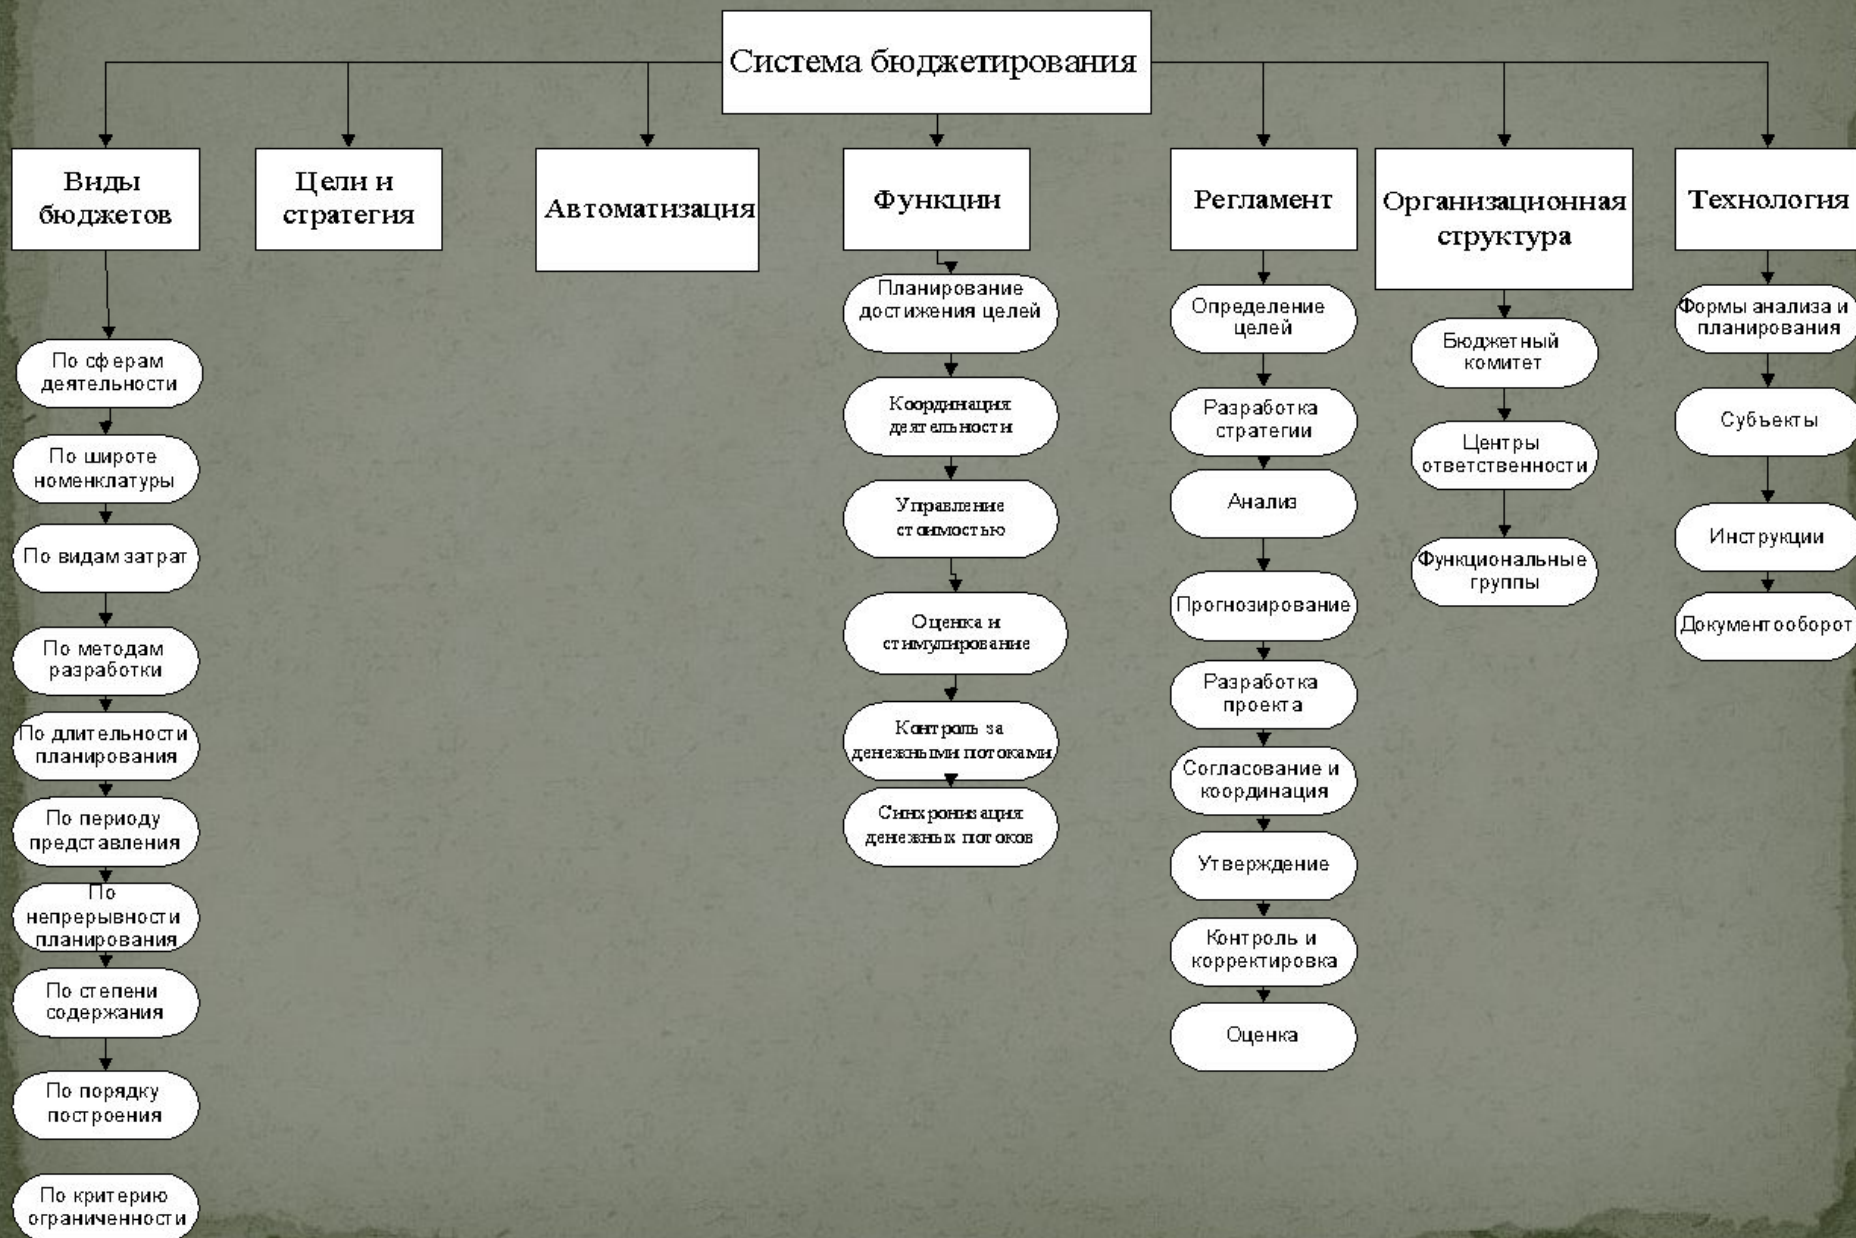 Система бюджетирования
Виды
бюджетов
По сферам
деятельности
По широте
номенклатуры
По видам затрат
По методам
разработки
По длительности
планирования
По периоду
представления
По
непрерывности
планирования
По степени
содержания
По порядку
построения
По критерию
ограниченности
Цели и
стратегия
Автоматизация
Функции
Планирование
достижения целей
Координация
деятельности
Управление
стоимостью
Оценка и
стимулирование
Контроль за
денежными потоками
Синхронизация
денежных потоков
Регламент
Определение
целей
Разработка
стратегии
Анализ
Прогнозирование
Разработка
проекта
Согласование и
координация
Утверждение
Контроль и
корректировка
Оценка
Организационная
структура
Бюджетный
комитет
Центры
ответственности
Функциональные
группы
Технология
Формы анализа и
планирования
Субъекты
Инструкции
Документооборот